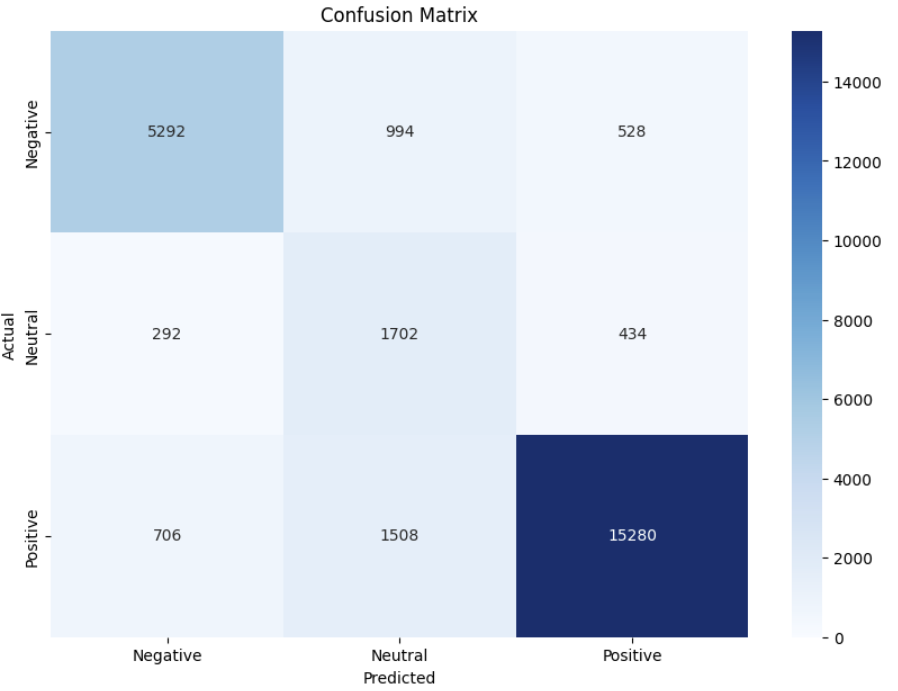 Confusion Matrix
Actual
Negative
5292 994 528
Neutral
292 1702 434
Positive
706 1508 15280
Negative Neutral Positive
Predicted
14000
12000
10000
8000
6000
4000
2000
0